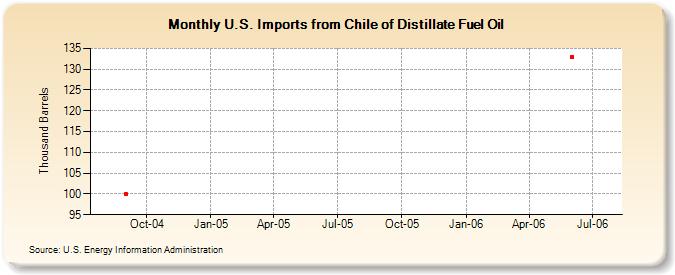 Monthly U.S. Imports from Chile of Distillate Fuel Oil
Thousand Barrels
135
130
125
120
115
110
105
100
95
Oct-04 Jan-05 Apr-05 Jul-05 Oct-05 Jan-06 Apr-06 Jul-06
Source: U.S. Energy Information Administration